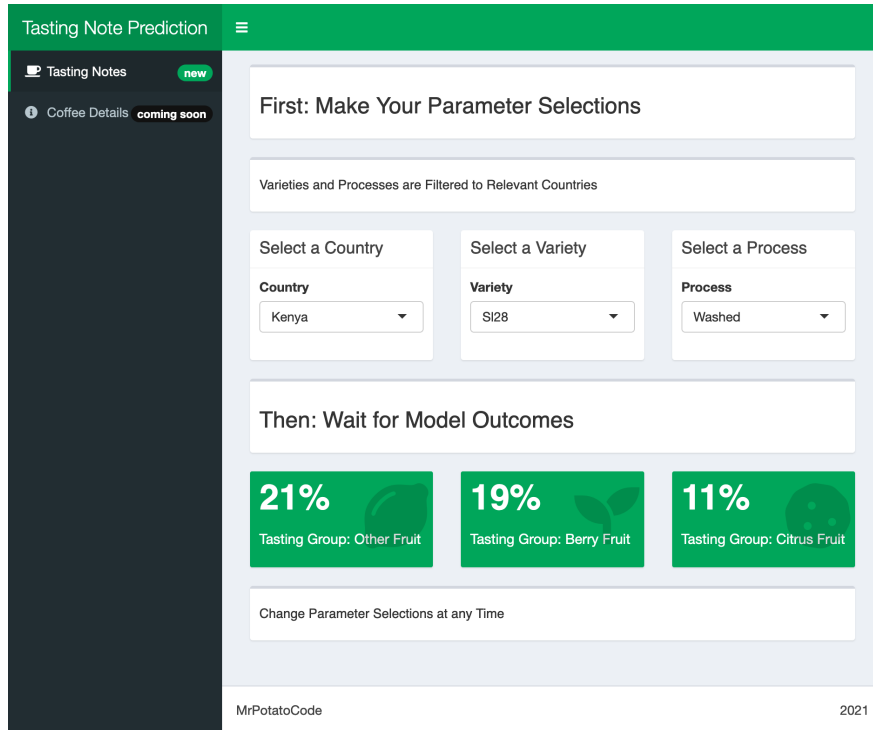 Tasting Note Prediction
Tasting Notes new
Coffee Details coming soon
First: Make Your Parameter Selections
Varieties and Processes are Filtered to Relevant Countries
Select a Country
Country
Kenya
Select a Variety
Variety
Sl28
Select a Process
Process
Washed
Then: Wait for Model Outcomes
21%
Tasting Group: Other Fruit
19%
Tasting Group: Berry Fruit
11%
Tasting Group: Citrus Fruit
Change Parameter Selections at any Time
MrPotatoCode
2021